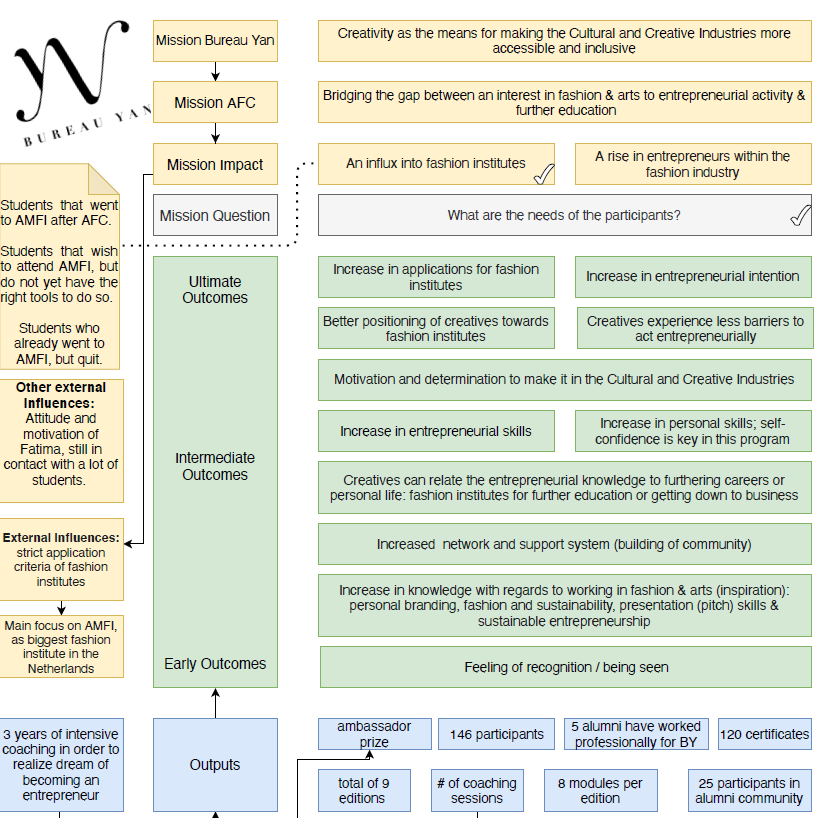 BUREAU YAN
Mission Bureau Yan
Creativity as the means for making the Cultural and Creative Industries more
accessible and inclusive
Mission AFC
Bridging the gap between an interest in fashion & arts to entrepreneurial activity &
further education
Mission Impact
An influx into fashion institutes
A rise in entrepreneurs within the
fashion industry
Mission Question
What are the needs of the participants?
Students that went
to AMFI after AFC.
Students that wish
to attend AMFI, but
do not yet have the
right tools to do so.
Students who
already went to
AMFI, but quit.
Other external
Influences:
Attitude and
motivation of
Fatima, still in
contact with a lot of
students.
External Influences:
strict application
criteria of fashion
institutes
Main focus on AMFI,
as biggest fashion
institute in the
Netherlands
Ultimate
Outcomes
Increase in applications for fashion
institutes
Increase in entrepreneurial intention
Better positioning of creatives towards
fashion institutes
Creatives experience less barriers to
act entrepreneurially
Motivation and determination to make it in the Cultural and Creative Industries
Intermediate
Outcomes
Increase in entrepreneurial skills
Increase in personal skills; self-
confidence is key in this program
Creatives can relate the entrepreneurial knowledge to furthering careers or
personal life: fashion institutes for further education or getting down to business
Increased network and support system (building of community)
Increase in knowledge with regards to working in fashion & arts (inspiration):
personal branding, fashion and sustainability, presentation (pitch) skills &
sustainable entrepreneurship
Early Outcomes
Feeling of recognition / being seen
3 years of intensive
coaching in order to
realize dream of
becoming an
entrepreneur
Outputs
ambassador
prize
146 participants
5 alumni have worked
professionally for BY
120 certificates
total of 9
editions
# of coaching
sessions
8 modules per
edition
25 participants in
alumni community